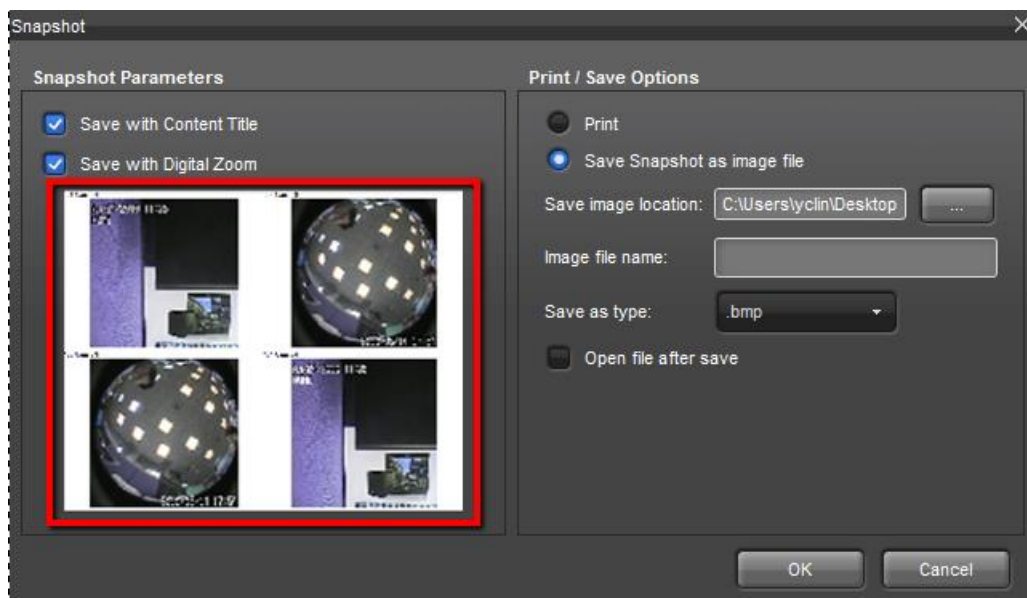 Snapshot
Snapshot Parameters
Save with Content Title
Save with Digital Zoom
Print / Save Options
Print
Save Snapshot as image file
Save image location: C:\Users\yclin\Desktop ...
Image file name:
Save as type: .bmp
Open file after save
OK Cancel